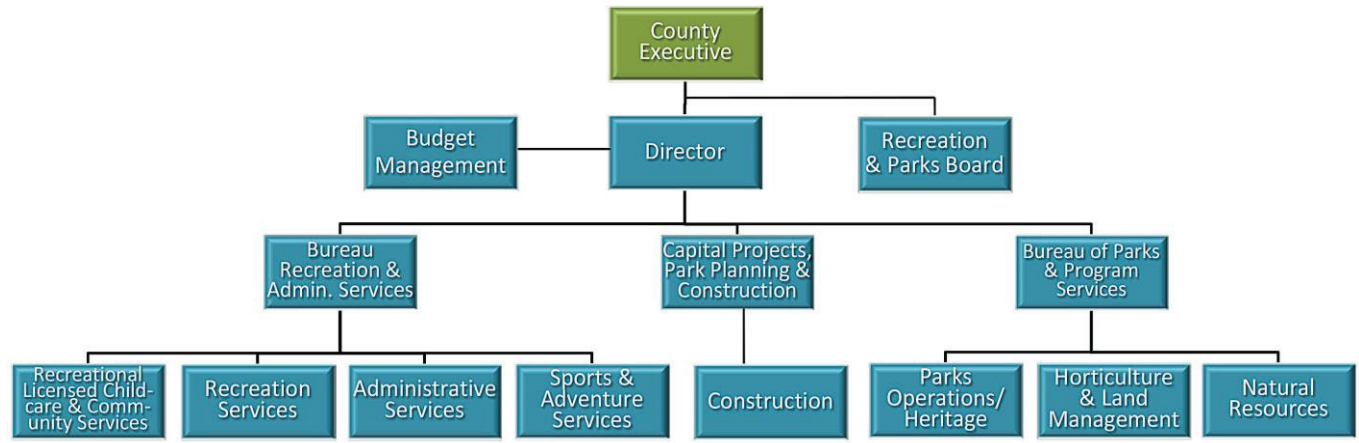 County
Executive
Budget
Management
Director
Recreation
& Parks Board
Bureau
Recreation &
Admin. Services
Capital Projects,
Park Planning &
Construction
Bureau of Parks
& Program
Services
Recreational
Licensed Child-
care & Comm-
unity Services
Recreation
Services
Administrative
Services
Sports &
Adventure
Services
Construction
Parks
Operations/
Heritage
Horticulture
& Land
Management
Natural
Resources